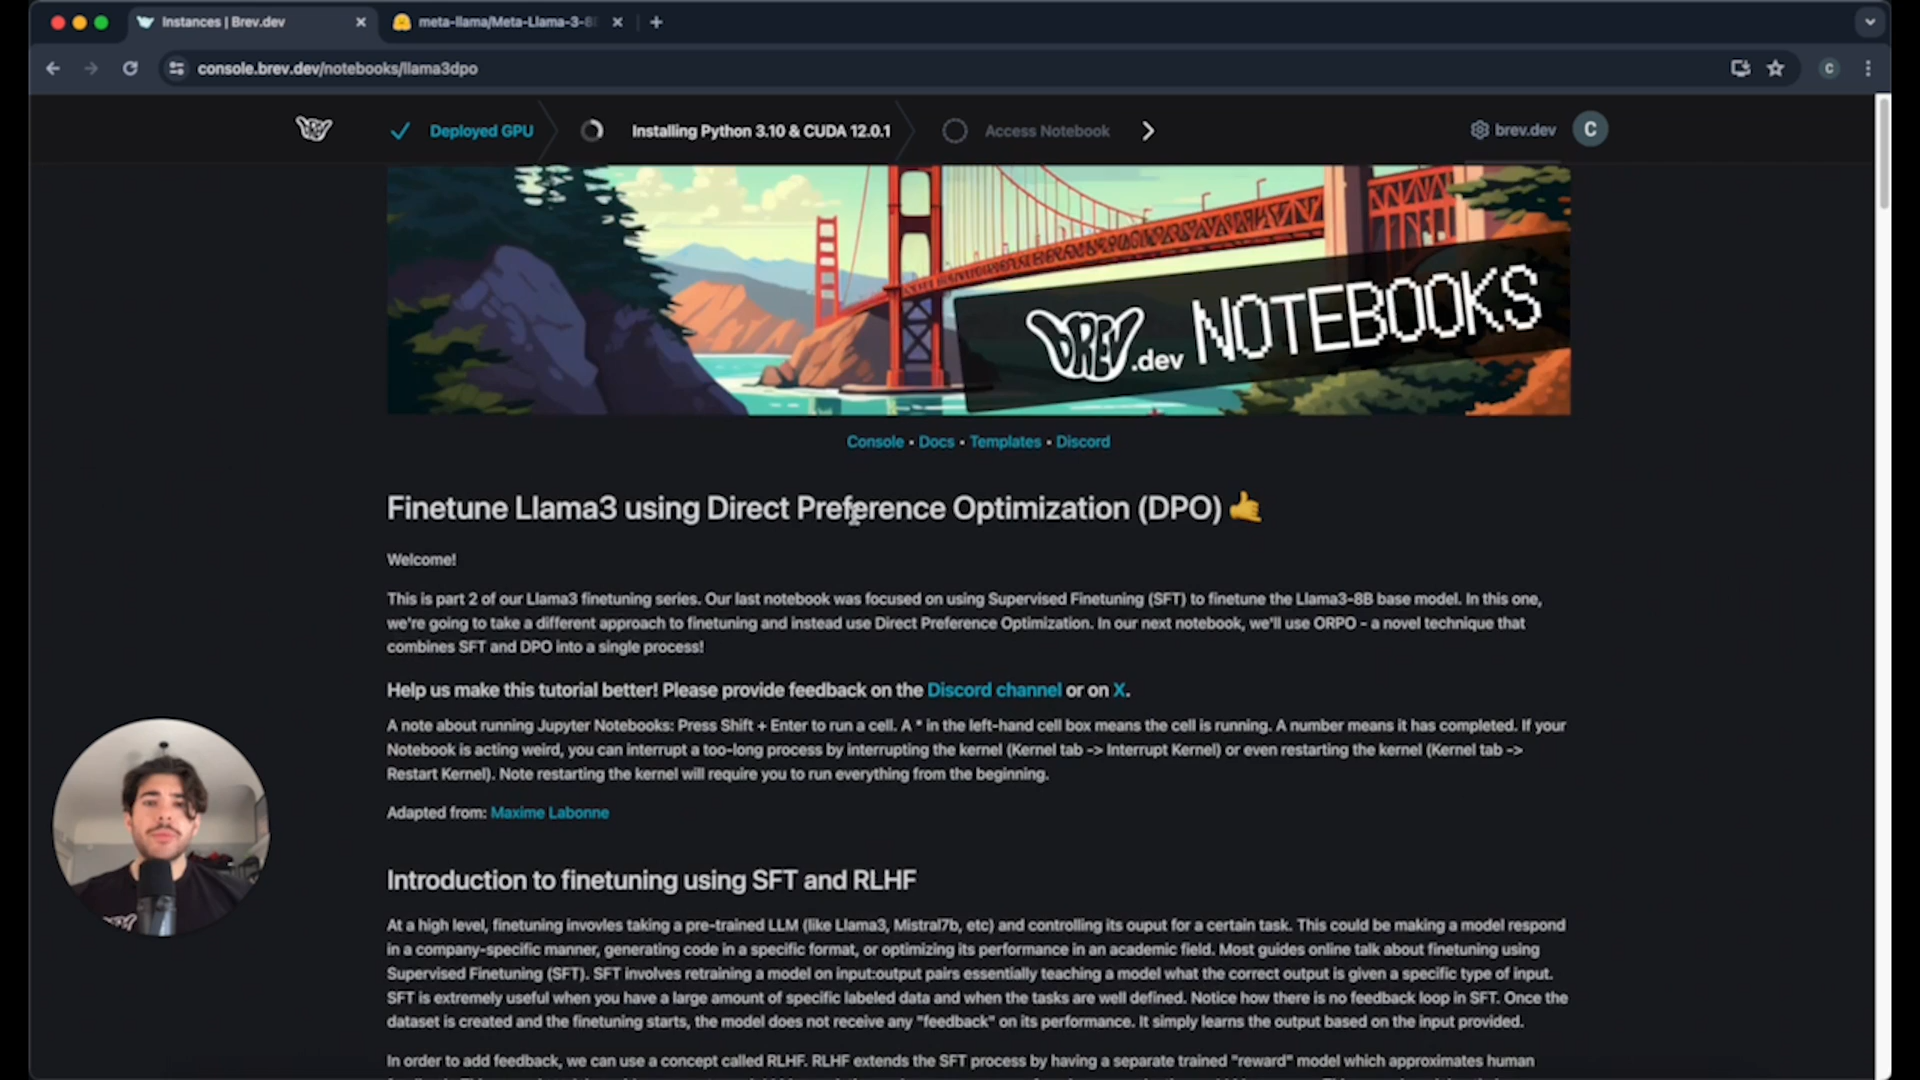 Instances | Brev.dev
meta-llama/Meta-Llama-3-8
console.brev.dev/notebooks/llama3dpo
C
BREV
Deployed GPU
Installing Python 3.10 & CUDA 12.0.1
Access Notebook
brev.dev
C
BREV.dev NOTEBOOKS
Console • Docs • Templates • Discord
Finetune Llama3 using Direct Preference Optimization (DPO) 🤙
Welcome!
This is part 2 of our Llama3 finetuning series. Our last notebook was focused on using Supervised Finetuning (SFT) to finetune the Llama3-8B base model. In this one,
we're going to take a different approach to finetuning and instead use Direct Preference Optimization. In our next notebook, we'll use ORPO - a novel technique that
combines SFT and DPO into a single process!
Help us make this tutorial better! Please provide feedback on the Discord channel or on X.
A note about running Jupyter Notebooks: Press Shift + Enter to run a cell. A * in the left-hand cell box means the cell is running. A number means it has completed. If your
Notebook is acting weird, you can interrupt a too-long process by interrupting the kernel (Kernel tab -> Interrupt Kernel) or even restarting the kernel (Kernel tab ->
Restart Kernel). Note restarting the kernel will require you to run everything from the beginning.
Adapted from: Maxime Labonne
Introduction to finetuning using SFT and RLHF
At a high level, finetuning invovles taking a pre-trained LLM (like Llama3, Mistral7b, etc) and controlling its ouput for a certain task. This could be making a model respond
in a company-specific manner, generating code in a specific format, or optimizing its performance in an academic field. Most guides online talk about finetuning using
Supervised Finetuning (SFT). SFT involves retraining a model on input:output pairs essentially teaching a model what the correct output is given a specific type of input.
SFT is extremely useful when you have a large amount of specific labeled data and when the tasks are well defined. Notice how there is no feedback loop in SFT. Once the
dataset is created and the finetuning starts, the model does not receive any "feedback" on its performance. It simply learns the output based on the input provided.
In order to add feedback, we can use a concept called RLHF. RLHF extends the SFT process by having a separate trained "reward" model which approximates human